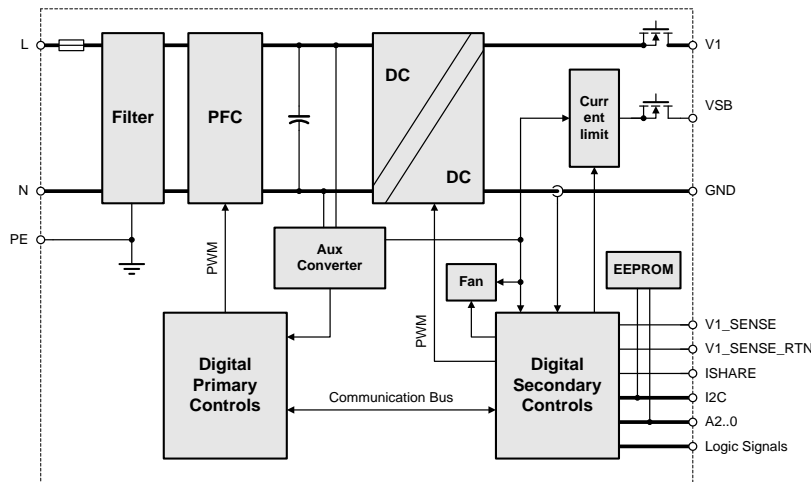 L
Filter
PFC
DC
DC
Curr
ent
limit
V1
VSB
N
GND
PE
PWM
Aux
Converter
Fan
EEPROM
PWM
Digital
Primary
Controls
Communication Bus
Digital
Secondary
Controls
V1_SENSE
V1_SENSE_RTN
ISHARE
I2C
A2..0
Logic Signals